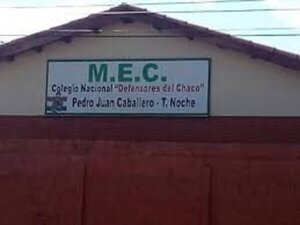 M.E.C.
Colegio Nacional "Defensores del Chaco"
Pedro Juan Caballero - T. Noche